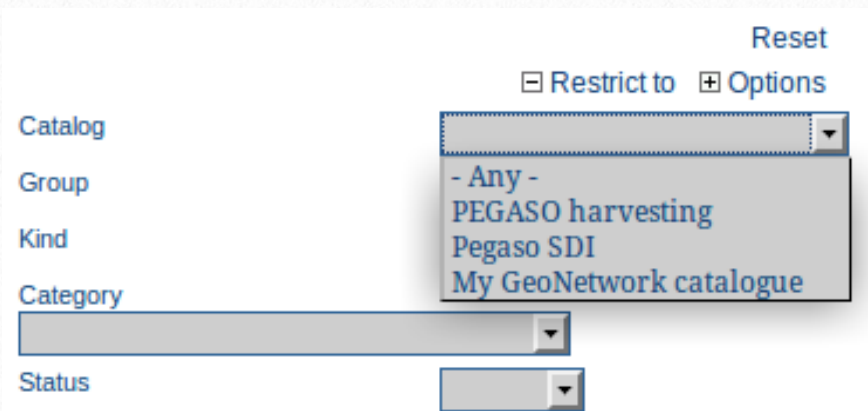 Reset
Restrict to Options
Catalog
- Any -
PEGASO harvesting
Pegaso SDI
My GeoNetwork catalogue
Group
Kind
Category
Status